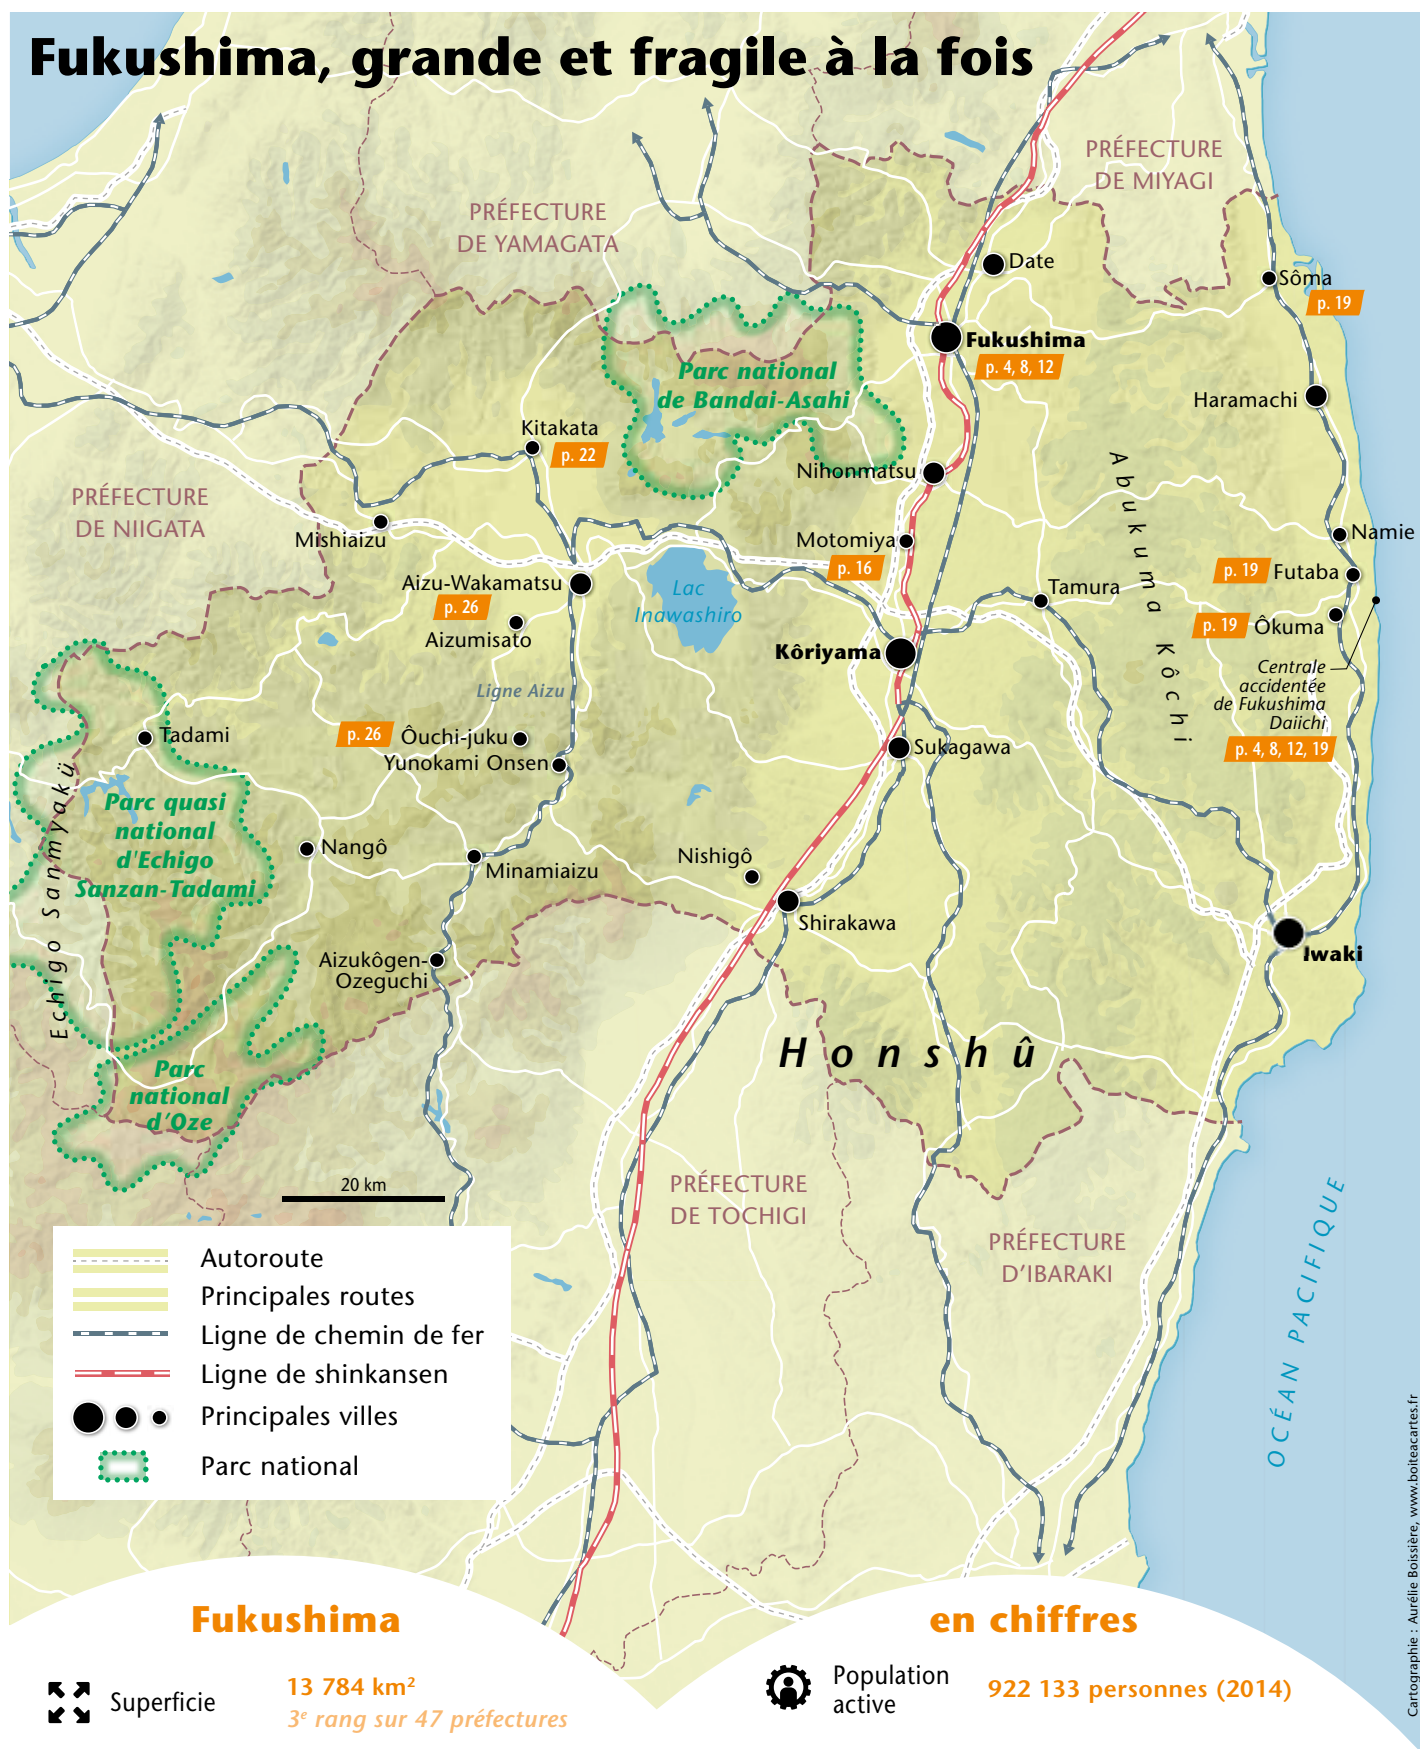 Fukushima, grande et fragile à la fois
PRÉFECTURE
DE MIYAGI
PRÉFECTURE
DE YAMAGATA
Date
Sôma
p. 19
Fukushima
p. 4, 8, 12
Parc national
de Bandai-Asahi
Haramachi
Kitakata
p. 22
Nihonmatsu
Abukuma Kôchi
PRÉFECTURE
DE NIIGATA
Mishiaizu
Motomiya
p. 16
Namie
p. 19
Futaba
Aizu-Wakamatsu
p. 26
Aizumisato
Lac
Inawashiro
Tamura
p. 19
Ôkuma
Kôriyama
Centrale
accidentée
de Fukushima
Daiichi
p. 4, 8, 12, 19
Ligne Aizu
Tadami
p. 26
Ôuchi-juku
Yunokami Onsen
Sukagawa
Echigo Sanmyakü
Parc quasi
national
d'Echigo
Sanzan-Tadami
Nangô
Minamiaizu
Nishigô
Shirakawa
Iwaki
Aizukôgen-
Ozeguchi
Honshû
Parc
national
d'Oze
20 km
PRÉFECTURE
DE TOCHIGI
PRÉFECTURE
D'IBARAKI
OCÉAN PACIFIQUE
Autoroute
Principales routes
Ligne de chemin de fer
Ligne de shinkansen
Principales villes
Parc national
Cartographie : Aurélie Boissière, www.boiteacartes.fr
Fukushima
en chiffres
Superficie
13 784 km²
3e rang sur 47 préfectures
Population
active
922 133 personnes (2014)